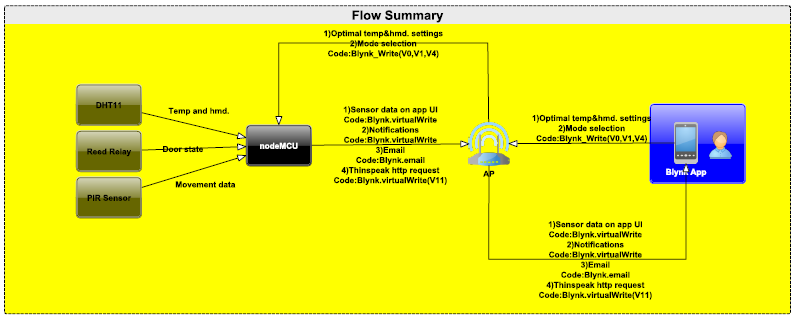 Flow Summary
1)Optimal temp&hmd. settings
2)Mode selection
Code:Blynk_Write(V0,V1,V4)
DHT11
Temp and hmd.
Reed Relay
Door state
PIR Sensor
Movement data
nodeMCU
1)Sensor data on app UI
Code:Blynk.virtualWrite
2)Notifications
Code:Blynk.virtualWrite
3)Email
Code:Blynk.email
4)Thinspeak http request
Code:Blynk.virtualWrite(V11)
AP
1)Optimal temp&hmd. settings
2)Mode selection
Code:Blynk_Write(V0,V1,V4)
Blynk App
1)Sensor data on app UI
Code:Blynk.virtualWrite
2)Notifications
Code:Blynk.virtualWrite
3)Email
Code:Blynk.email
4)Thinspeak http request
Code:Blynk.virtualWrite(V11)